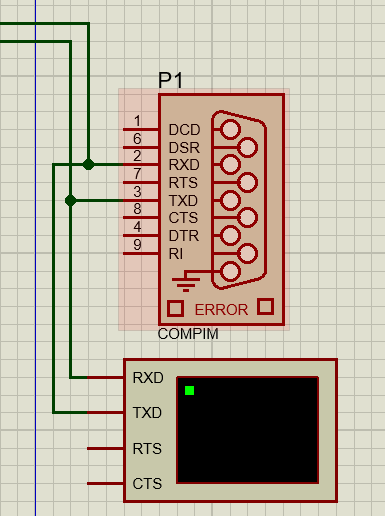 P1
1 DCD
6 DSR
2 RXD
7 RTS
3 TXD
8 CTS
4 DTR
9 RI
ERROR
COMPIM
RXD
TXD
RTS
CTS